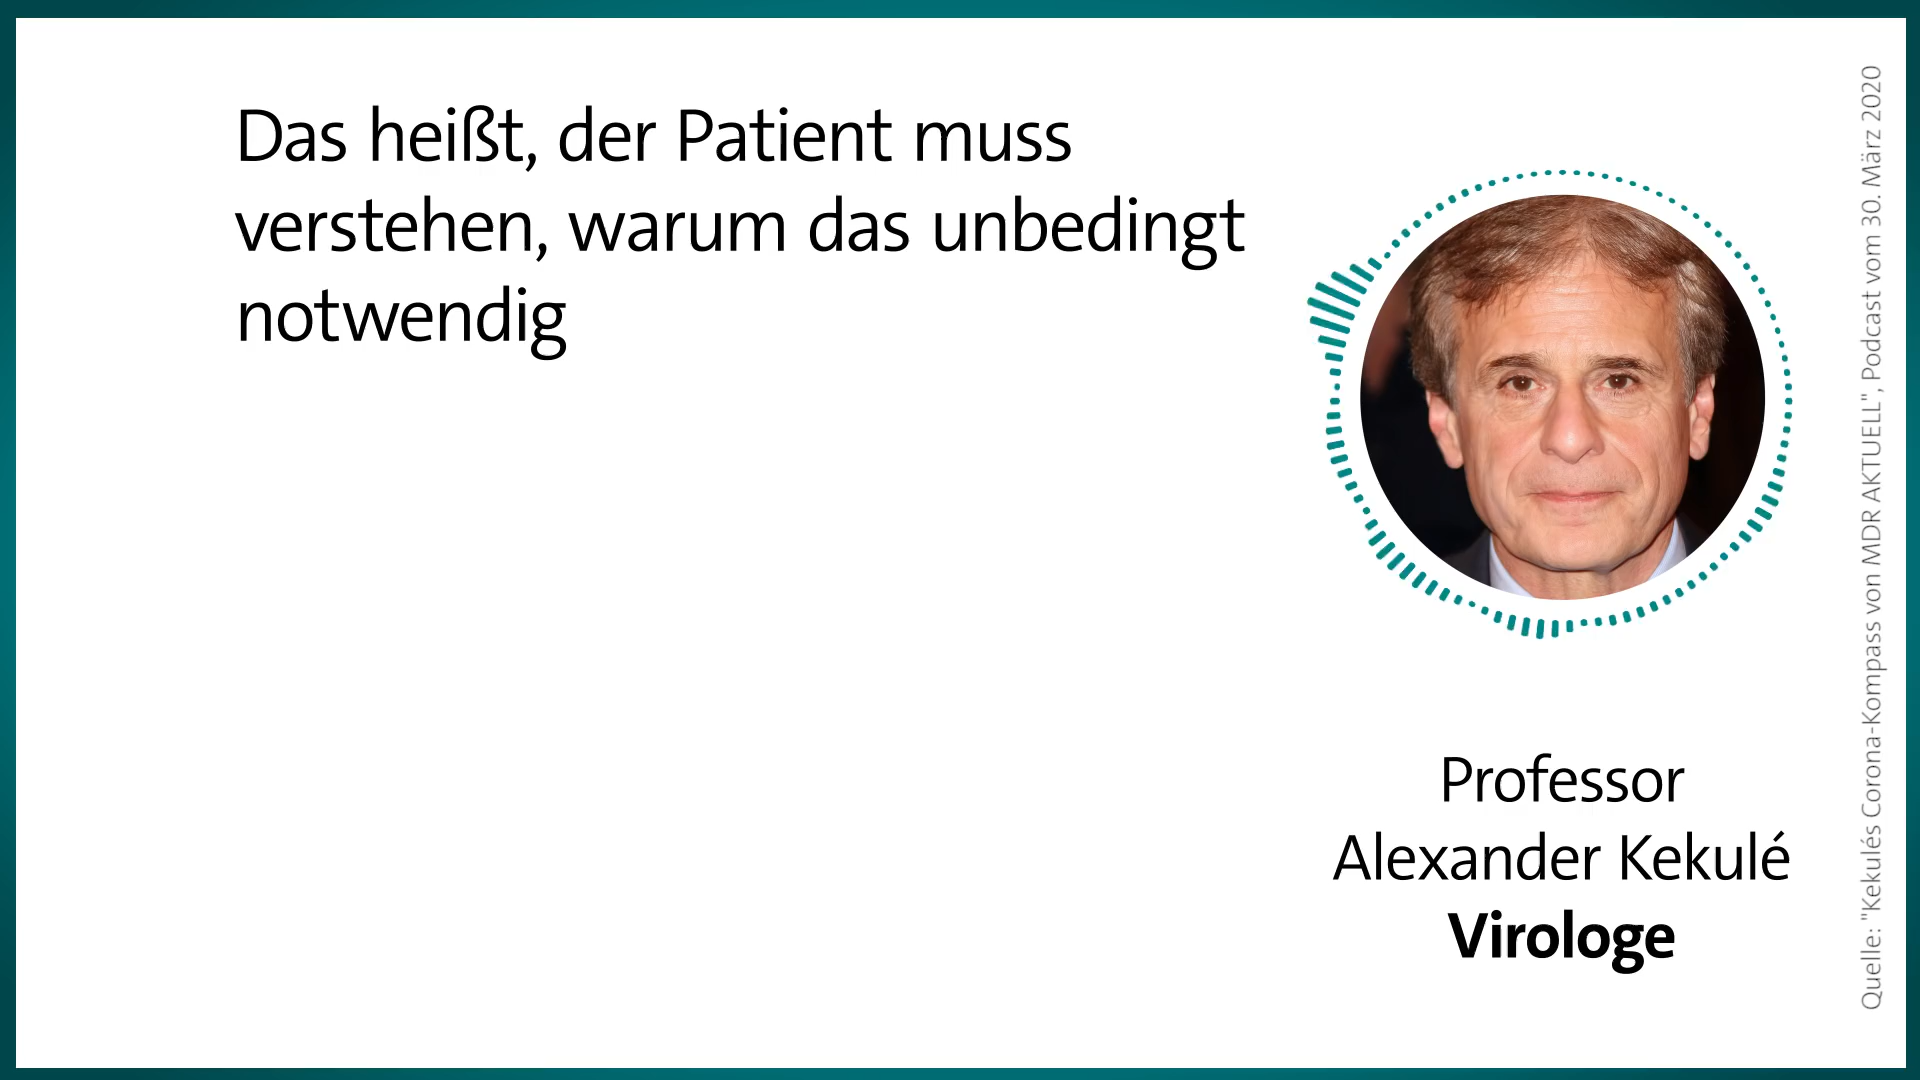 Das heißt, der Patient muss
verstehen, warum das unbedingt
notwendig
Professor
Alexander Kekulé
Virologe
Quelle: "Kekulés Corona-Kompass von MDR AKTUELL", Podcast vom 30. März 2020